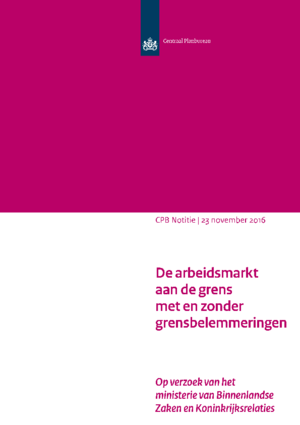 Centraal Planbureau
CPB Notitie | 23 november 2016
De arbeidsmarkt
aan de grens
met en zonder
grensbelemmeringen
Op verzoek van het
ministerie van Binnenlandse
Zaken en Koninkrijksrelaties